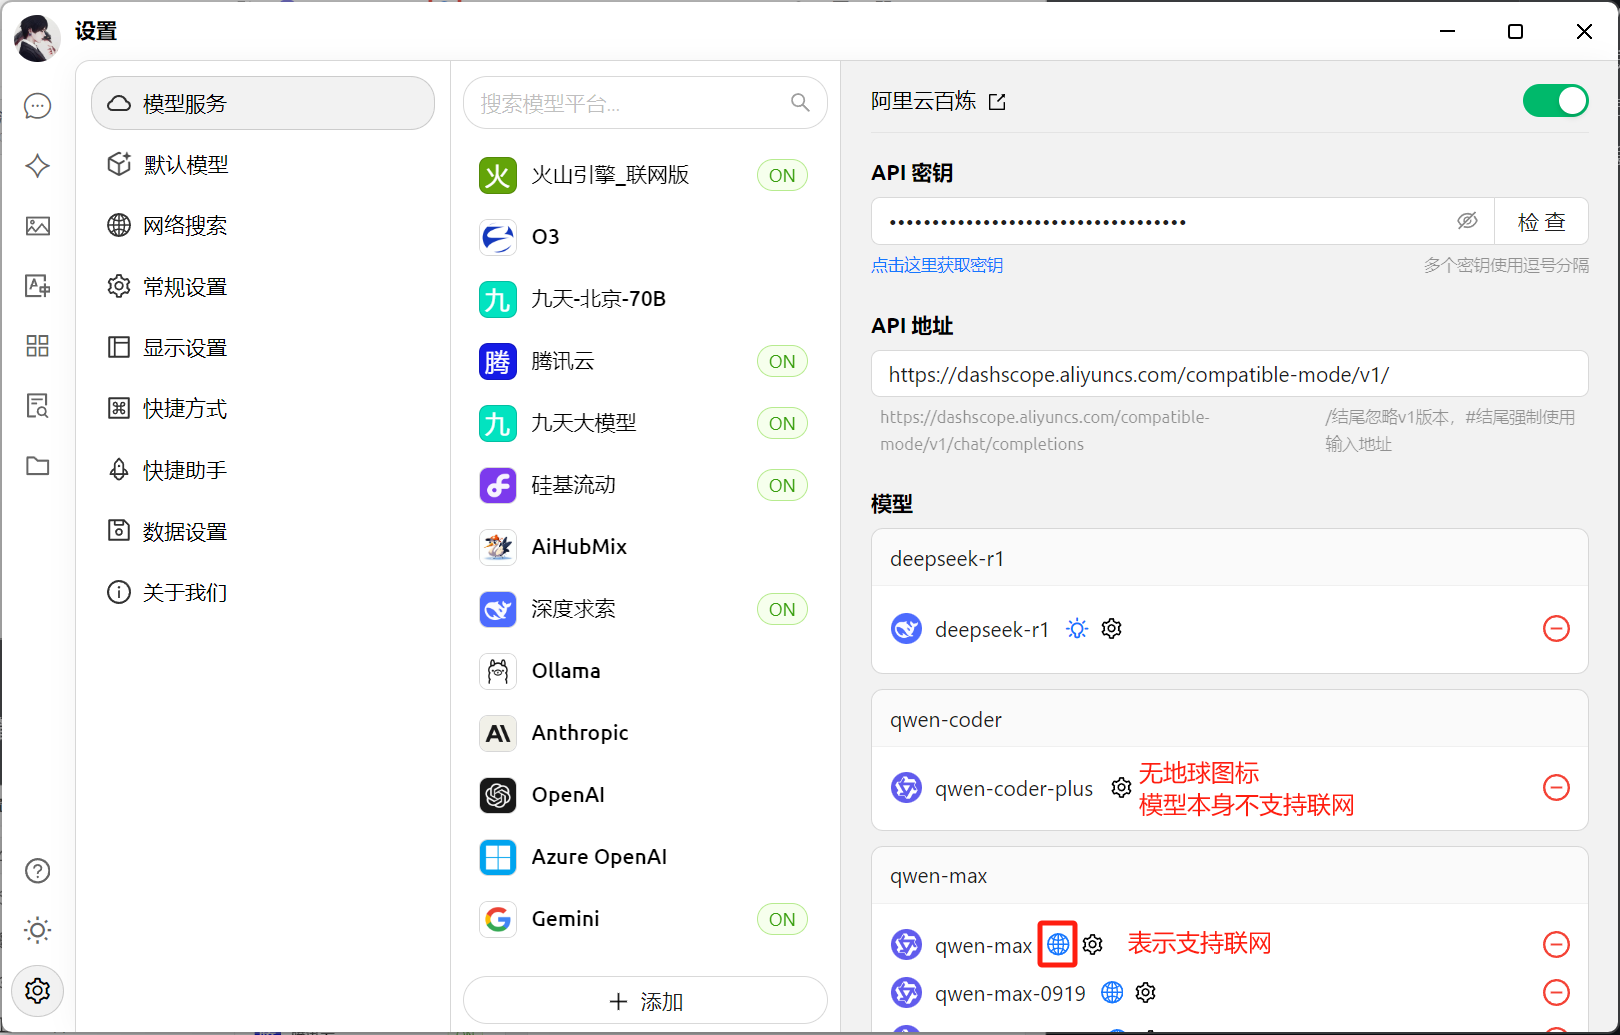 设置
模型服务
默认模型
网络搜索
常规设置
显示设置
快捷方式
快捷助手
数据设置
关于我们
搜索模型平台...
火 火山引擎_联网版 ON
O3
九 九天-北京-70B
腾 腾讯云 ON
九 九天大模型 ON
硅基流动 ON
AiHubMix
深度求索 ON
Ollama
Anthropic
OpenAI
Azure OpenAI
Gemini ON
添加
阿里云百炼
API 密钥
检查
点击这里获取密钥 多个密钥使用逗号分隔
API 地址
https://dashscope.aliyuncs.com/compatible-mode/v1/
https://dashscope.aliyuncs.com/compatible-
mode/v1/chat/completions
/结尾忽略v1版本，#结尾强制使用
输入地址
模型
deepseek-r1
deepseek-r1
qwen-coder
qwen-coder-plus
无地球图标
模型本身不支持联网
qwen-max
qwen-max 表示支持联网
qwen-max-0919